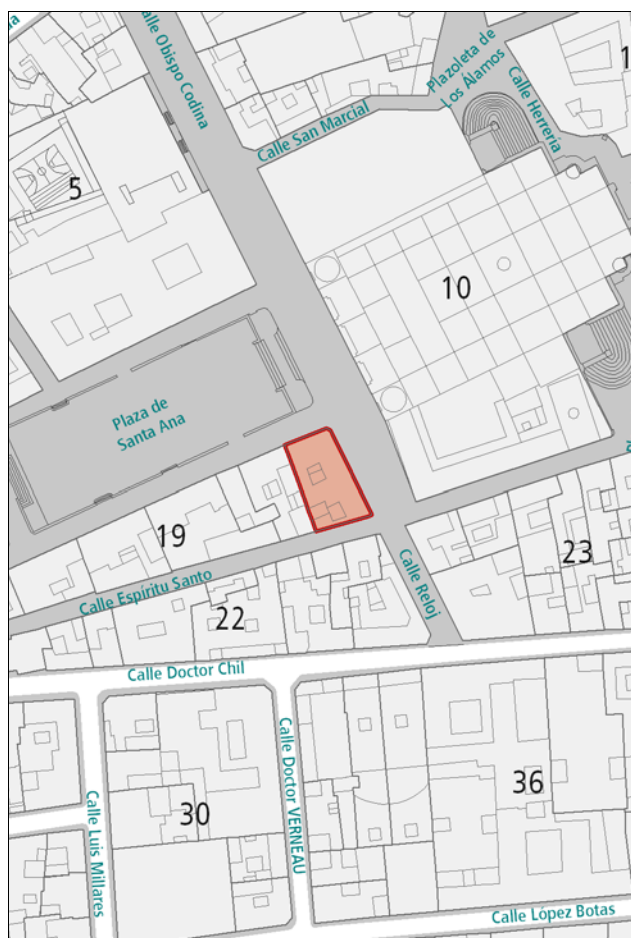 Calle Obispo Codina
Plazoleta de
Los Álamos
Calle Herrería
1
Calle San Marcial
5
10
Plaza de
Santa Ana
19
23
Calle Espíritu Santo
Calle Reloj
22
Calle Doctor Chil
Calle Doctor VERNEAU
36
30
Calle Luis Millares
Calle López Botas